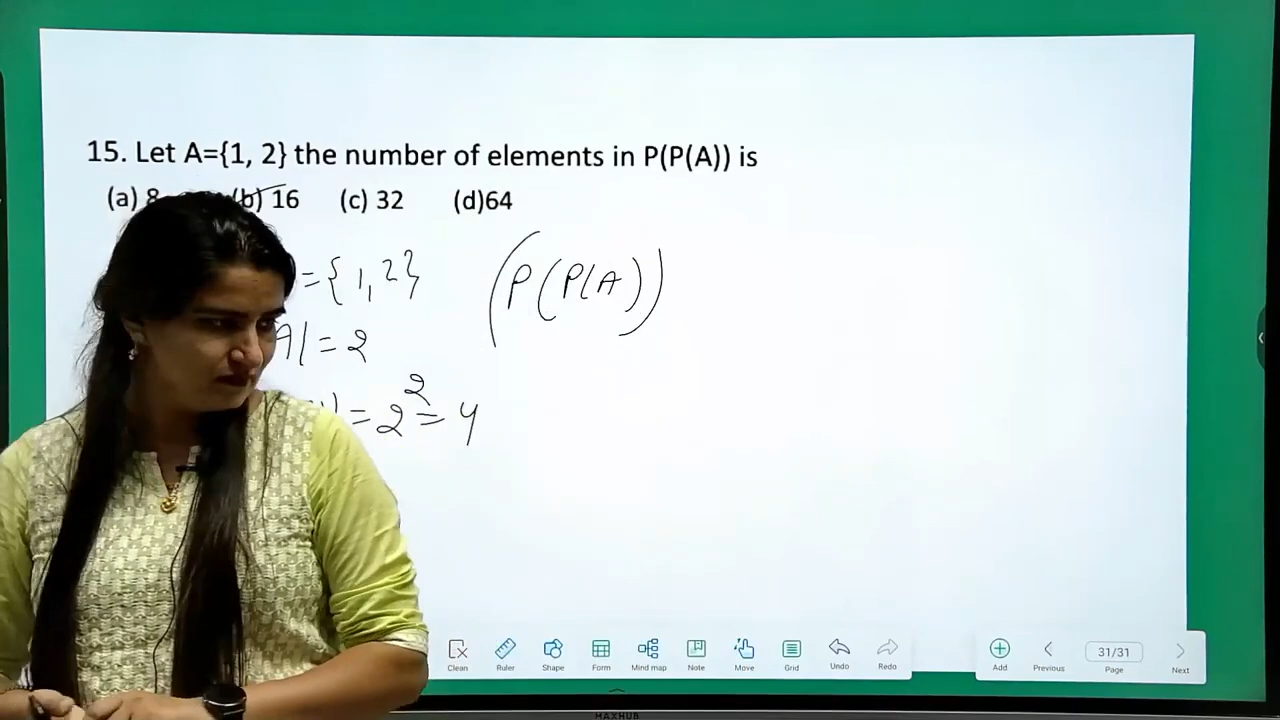 15. Let A={1, 2} the number of elements in P(P(A)) is
(a) 8 (b) 16 (c) 32 (d)64
={1,2} (P(P(A))
A|=2
=2²=4
Clean Ruler Shape Form Mind map Note Move Grid Undo Redo
Add Previous 31/31 Page Next
MAXHUB